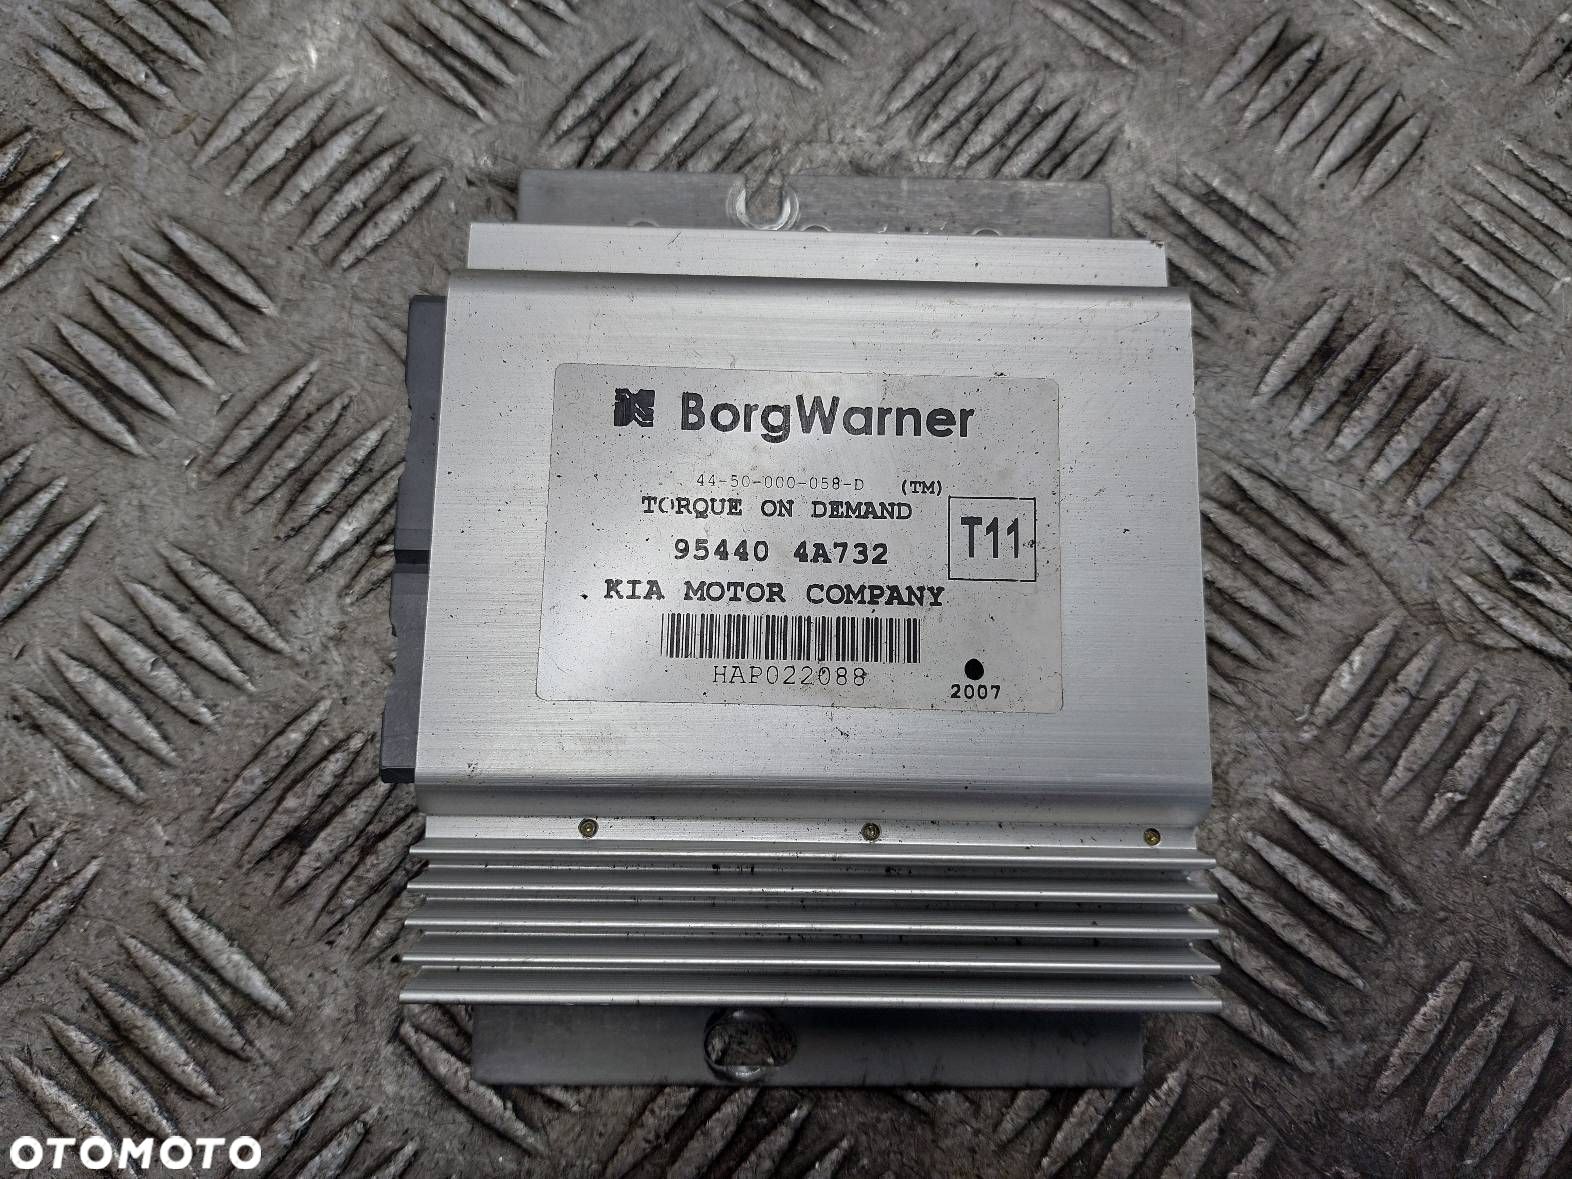 BorgWarner
44-50-000-058-D (TM)
TORQUE ON DEMAND
T11
95440 4A732
KIA MOTOR COMPANY
HAP022088
2007
OTOMOTO